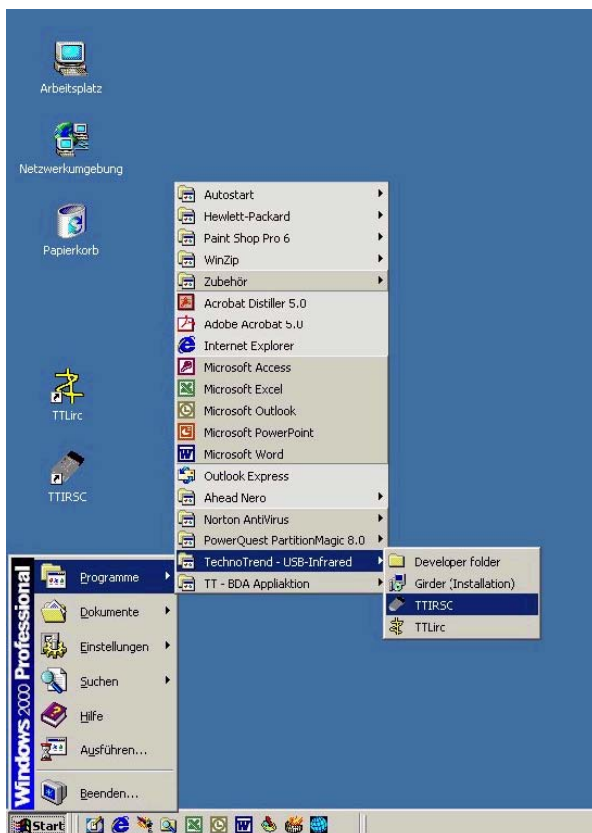 Arbeitsplatz
Netzwerkumgebung
Papierkorb
TTLirc
TTIRSC
Autostart
Hewlett-Packard
Paint Shop Pro 6
WinZip
Zubehör
Acrobat Distiller 5.0
Adobe Acrobat 5.0
Internet Explorer
Microsoft Access
Microsoft Excel
Microsoft Outlook
Microsoft PowerPoint
Microsoft Word
Outlook Express
Ahead Nero
Norton AntiVirus
PowerQuest PartitionMagic 8.0
TechnoTrend - USB-Infrared
TT - BDA Appliaktion
Developer folder
Girder (Installation)
TTIRSC
TTLirc
Windows 2000 Professional
Programme
Dokumente
Einstellungen
Suchen
Hilfe
Ausführen...
Beenden...
Start